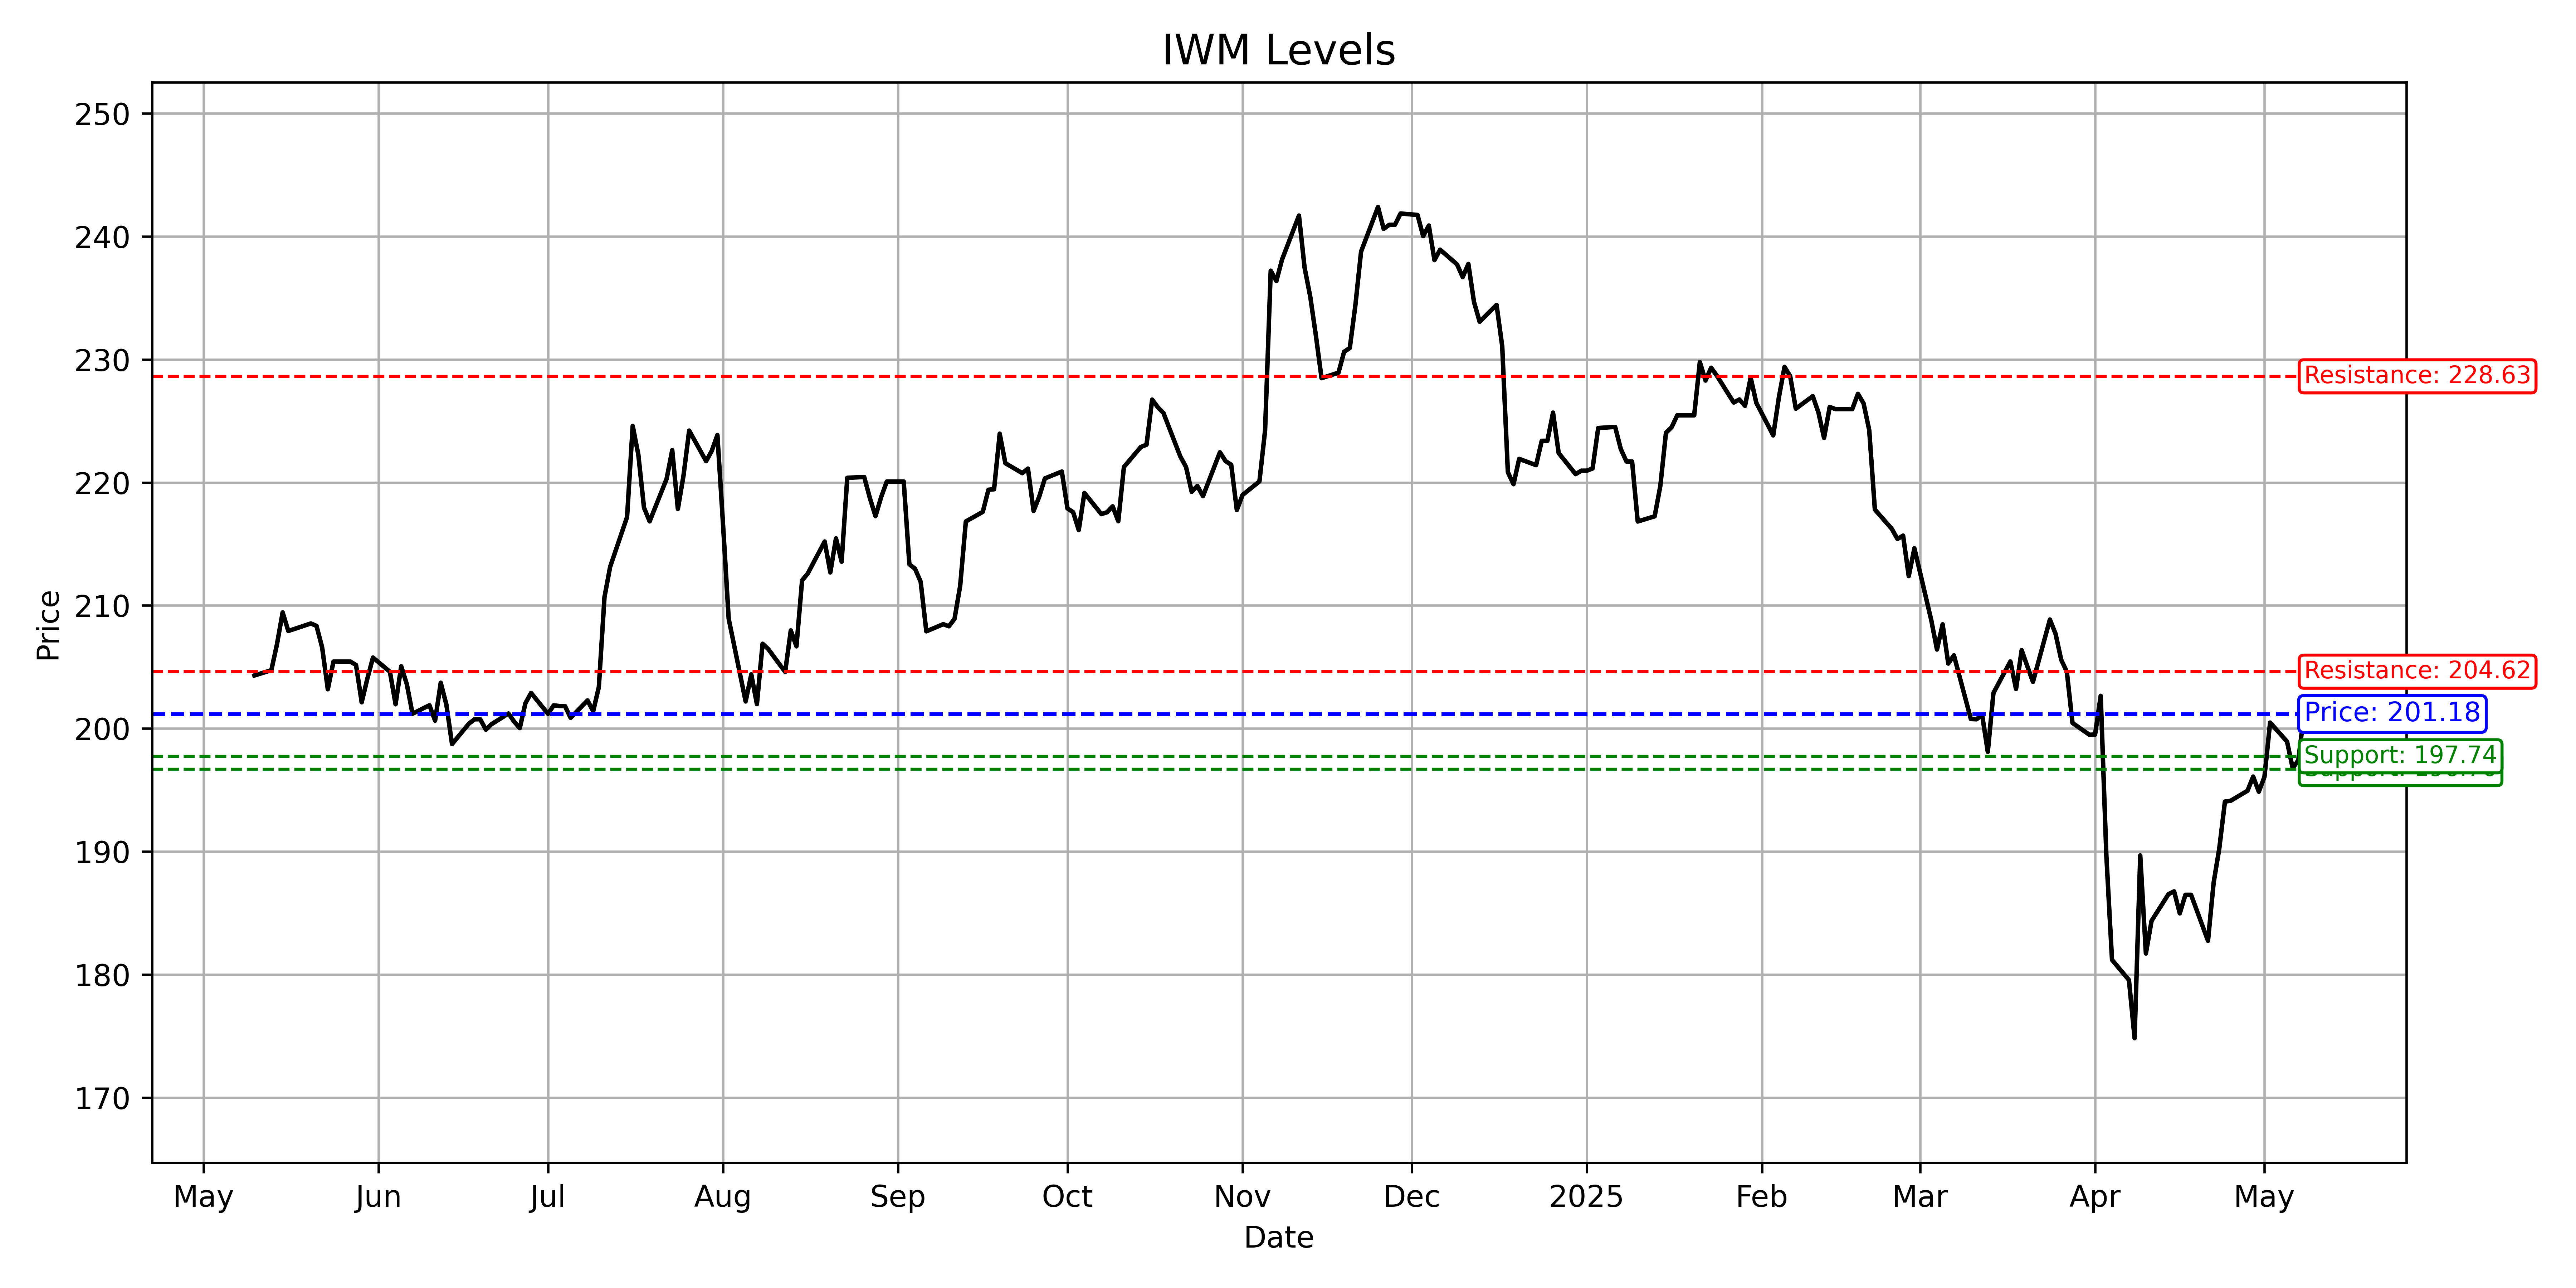 IWM Levels
250
240
230
220
210
200
190
180
170
Price
Resistance: 228.63
Resistance: 204.62
Price: 201.18
Support: 197.74
May
Jun
Jul
Aug
Sep
Oct
Nov
Dec
2025
Feb
Mar
Apr
May
Date